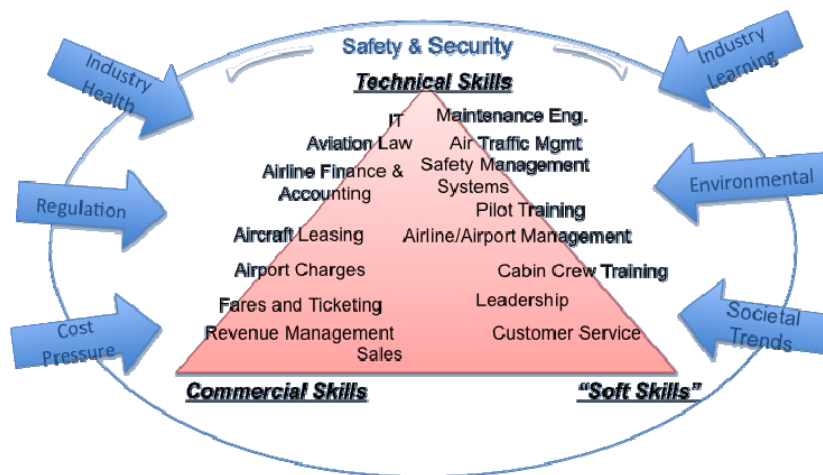 Safety & Security
Industry
Health
Industry
Learning
Technical Skills
IT
Maintenance Eng.
Aviation Law
Air Traffic Mgmt
Airline Finance &
Accounting
Safety Management
Systems
Regulation
Environmental
Pilot Training
Aircraft Leasing
Airline/Airport Management
Airport Charges
Cabin Crew Training
Fares and Ticketing
Leadership
Cost
Pressure
Societal
Trends
Revenue Management
Customer Service
Sales
Commercial Skills
“Soft Skills”